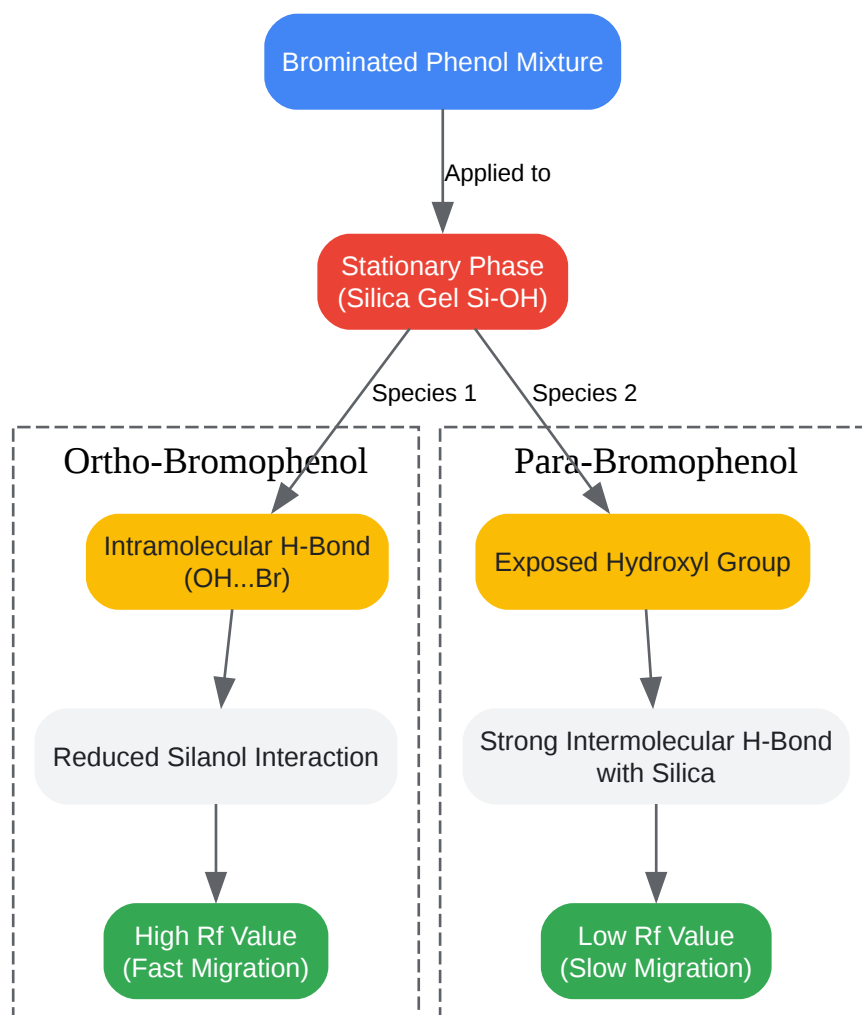 Brominated Phenol Mixture
Applied to
Stationary Phase
(Silica Gel Si-OH)
Species 1
Species 2
Ortho-Bromophenol
Intramolecular H-Bond
(OH...Br)
Reduced Silanol Interaction
High Rf Value
(Fast Migration)
Para-Bromophenol
Exposed Hydroxyl Group
Strong Intermolecular H-Bond
with Silica
Low Rf Value
(Slow Migration)